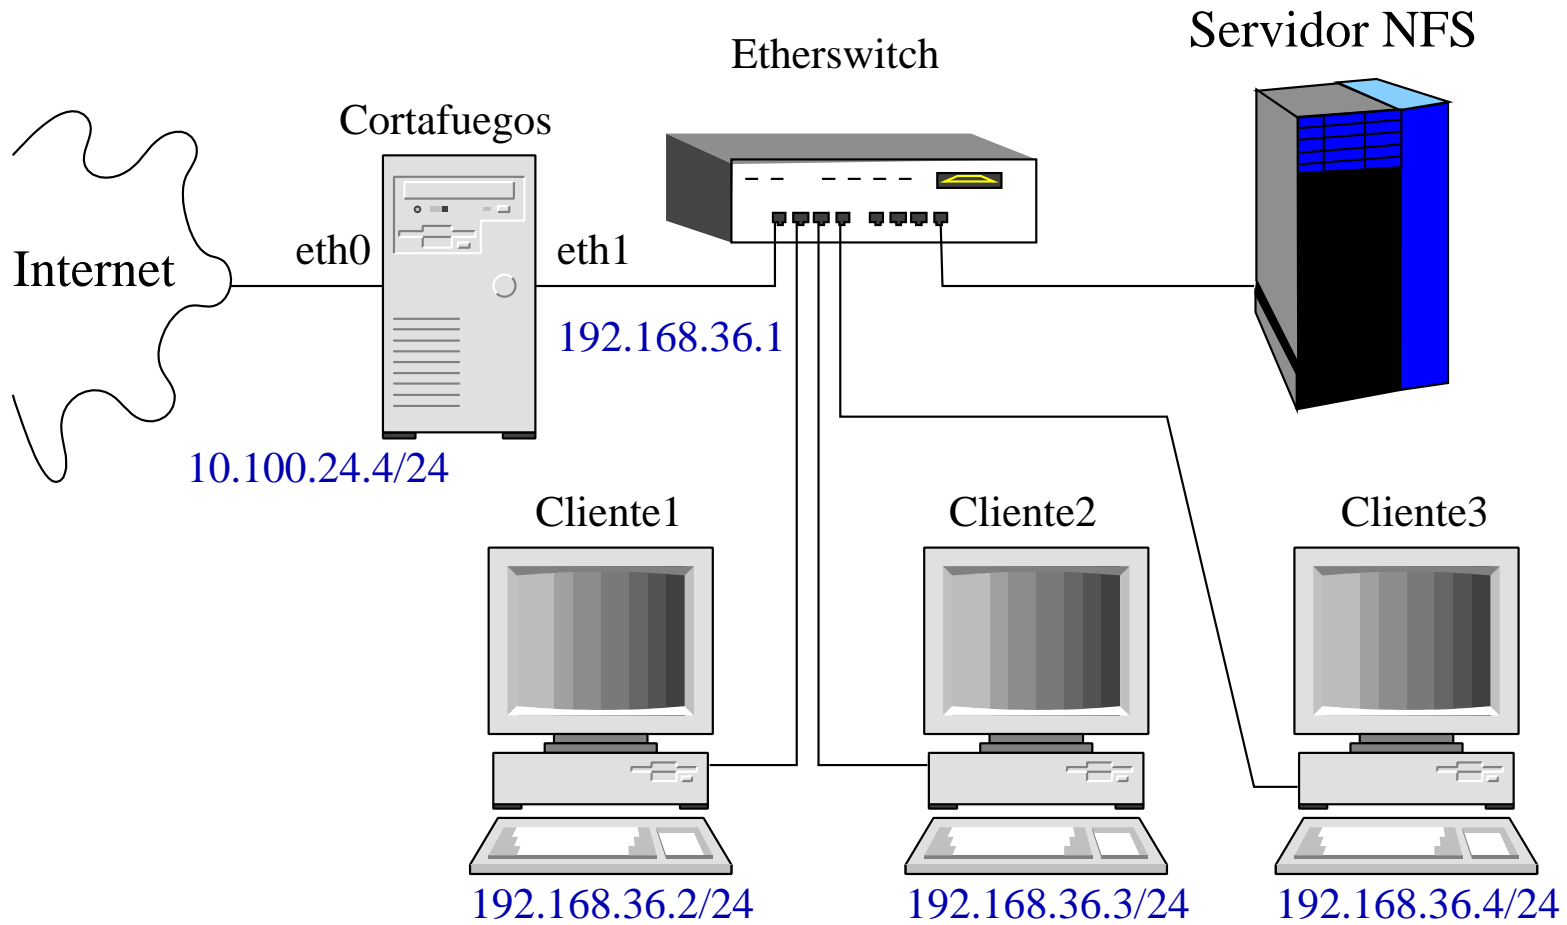 Servidor NFS
Etherswitch
Cortafuegos
Internet
eth0
eth1
192.168.36.1
10.100.24.4/24
Cliente1
Cliente2
Cliente3
192.168.36.2/24
192.168.36.3/24
192.168.36.4/24